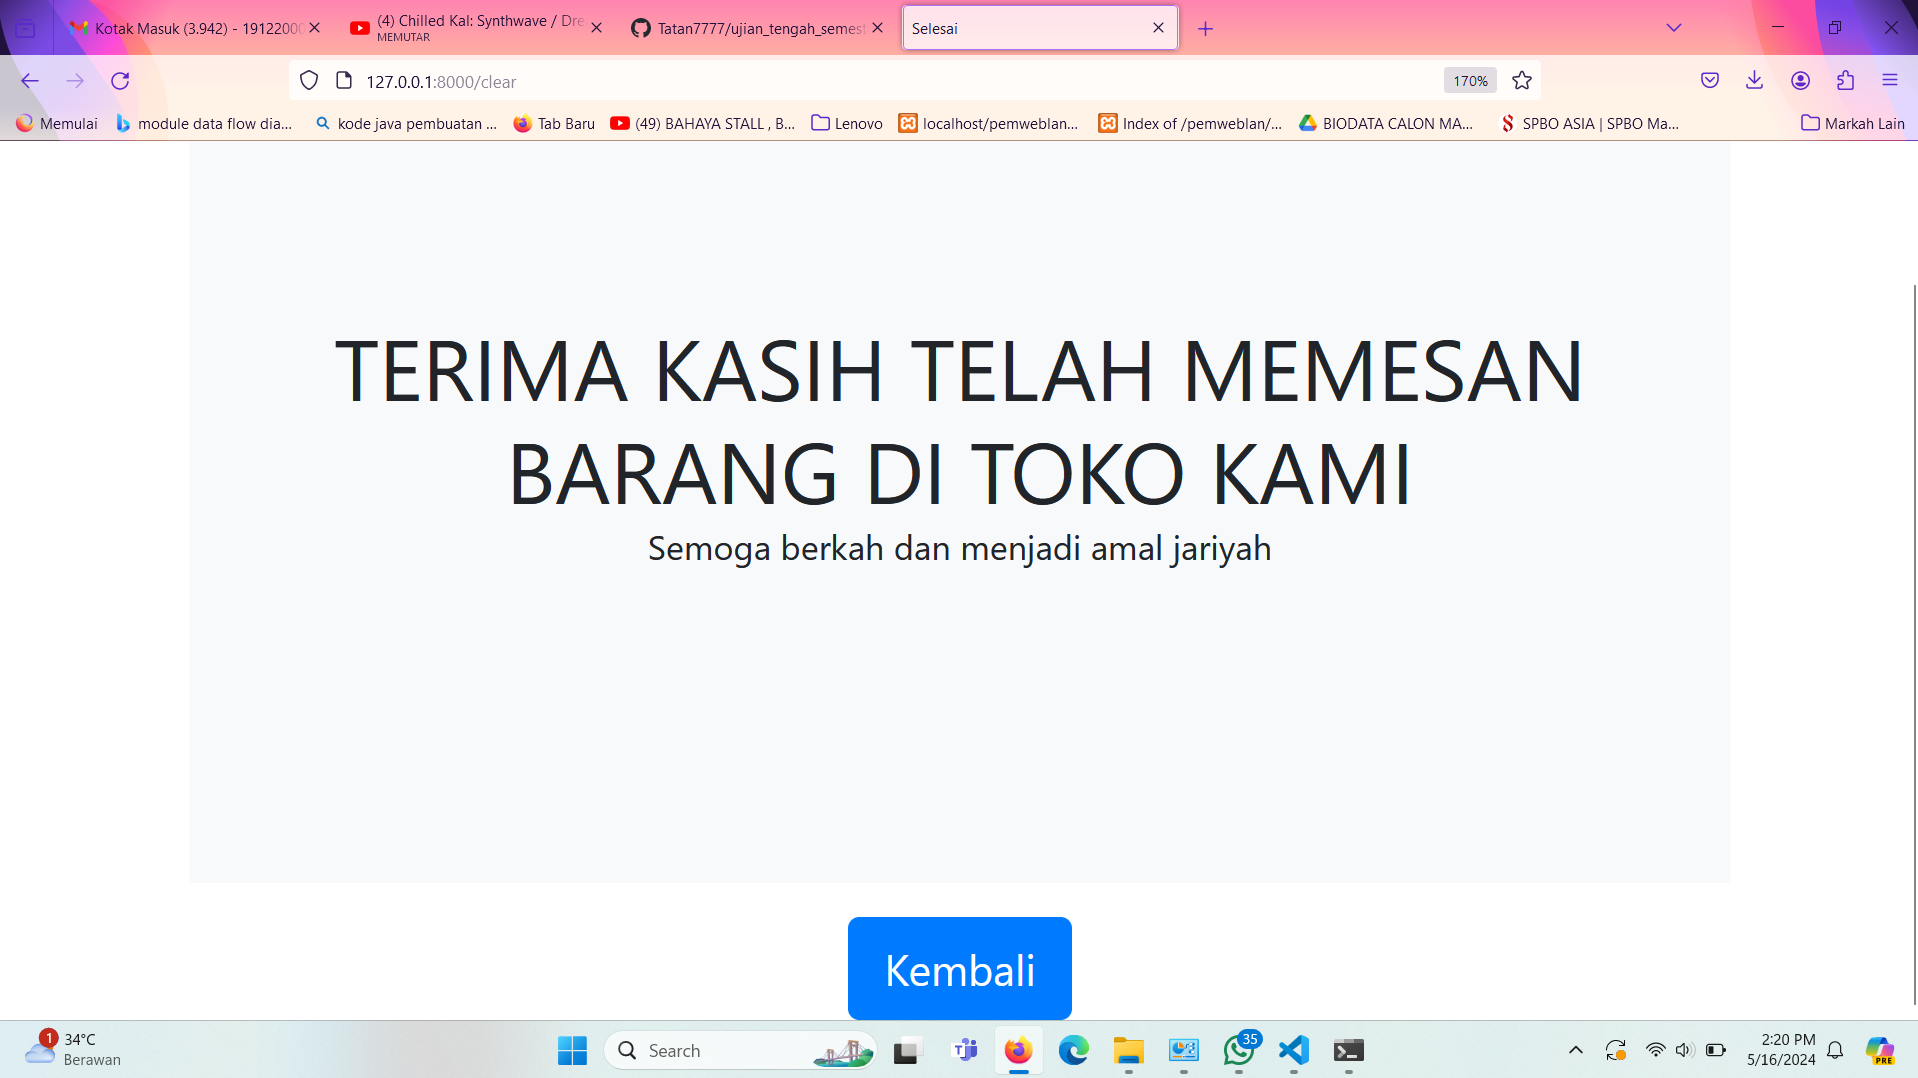 Kotak Masuk (3.942) - 19122000
(4) Chilled Kal: Synthwave / Dre
MEMUTAR
Tatan7777/ujian_tengah_semest
Selesai
127.0.0.1:8000/clear
170%
Memulai
module data flow dia...
kode java pembuatan ...
Tab Baru
(49) BAHAYA STALL , B...
Lenovo
localhost/pemweblan...
Index of /pemweblan/...
BIODATA CALON MA...
SPBO ASIA | SPBO Ma...
Markah Lain
TERIMA KASIH TELAH MEMESAN
BARANG DI TOKO KAMI
Semoga berkah dan menjadi amal jariyah
Kembali
1
34°C
Berawan
Search
35
2:20 PM
5/16/2024
PRE